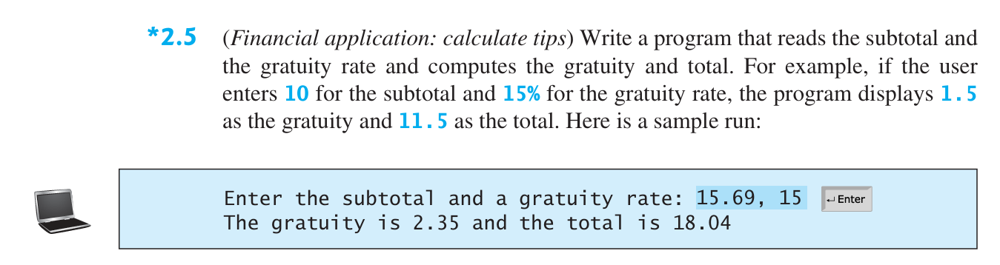 *2.5 (Financial application: calculate tips) Write a program that reads the subtotal and
the gratuity rate and computes the gratuity and total. For example, if the user
enters 10 for the subtotal and 15% for the gratuity rate, the program displays 1.5
as the gratuity and 11.5 as the total. Here is a sample run:
Enter the subtotal and a gratuity rate: 15.69, 15 ↵Enter
The gratuity is 2.35 and the total is 18.04